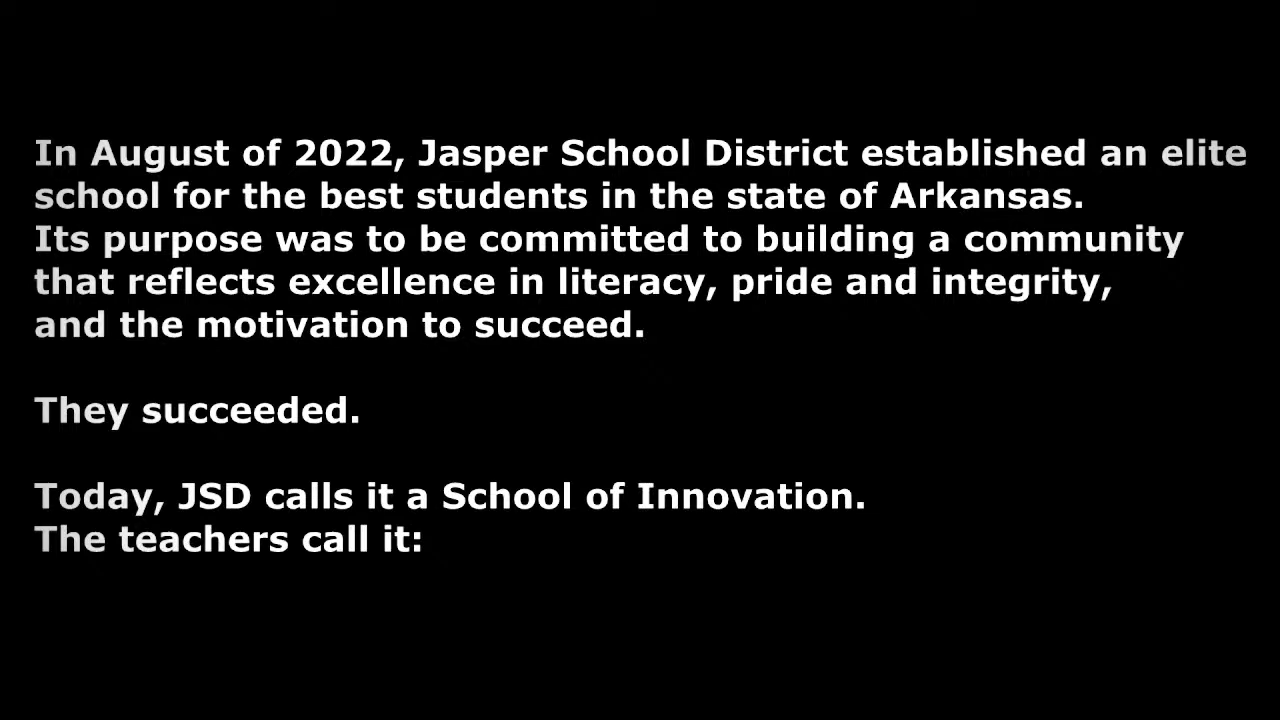 In August of 2022, Jasper School District established an elite
school for the best students in the state of Arkansas.
Its purpose was to be committed to building a community
that reflects excellence in literacy, pride and integrity,
and the motivation to succeed.
They succeeded.
Today, JSD calls it a School of Innovation.
The teachers call it: